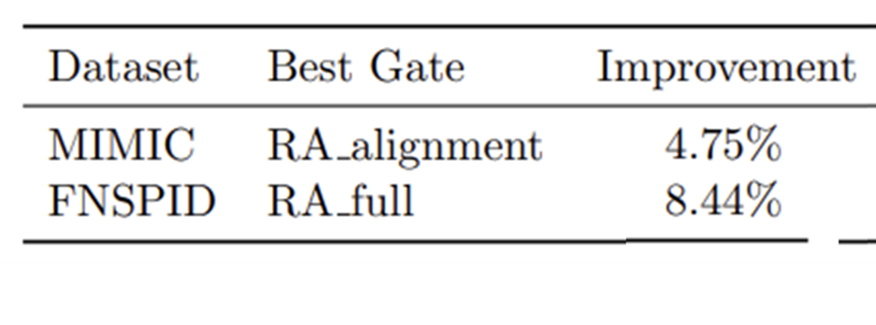 Dataset Best Gate Improvement
MIMIC RA_alignment 4.75%
FNSPID RA_full 8.44%